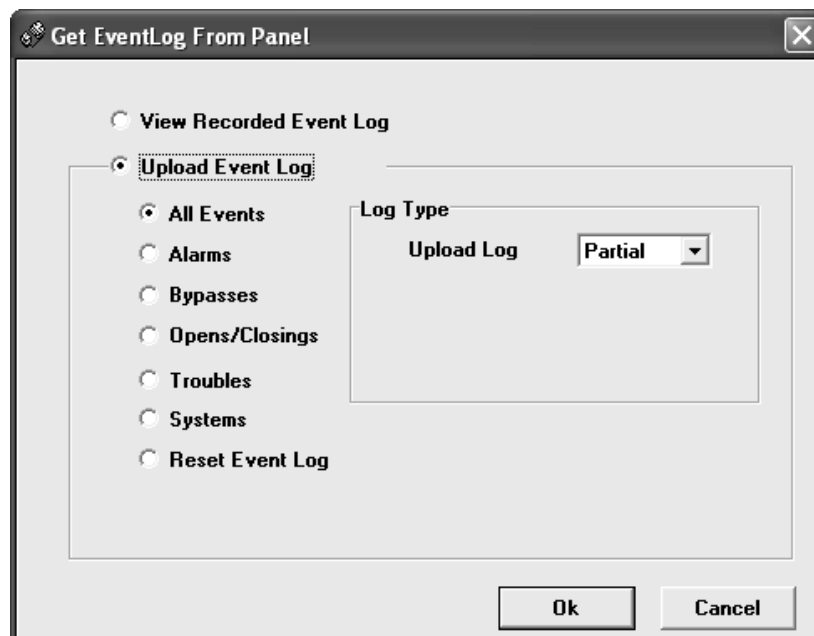 Get EventLog From Panel
View Recorded Event Log
Upload Event Log
All Events
Alarms
Bypasses
Opens/Closings
Troubles
Systems
Reset Event Log
Log Type
Upload Log Partial
Ok Cancel